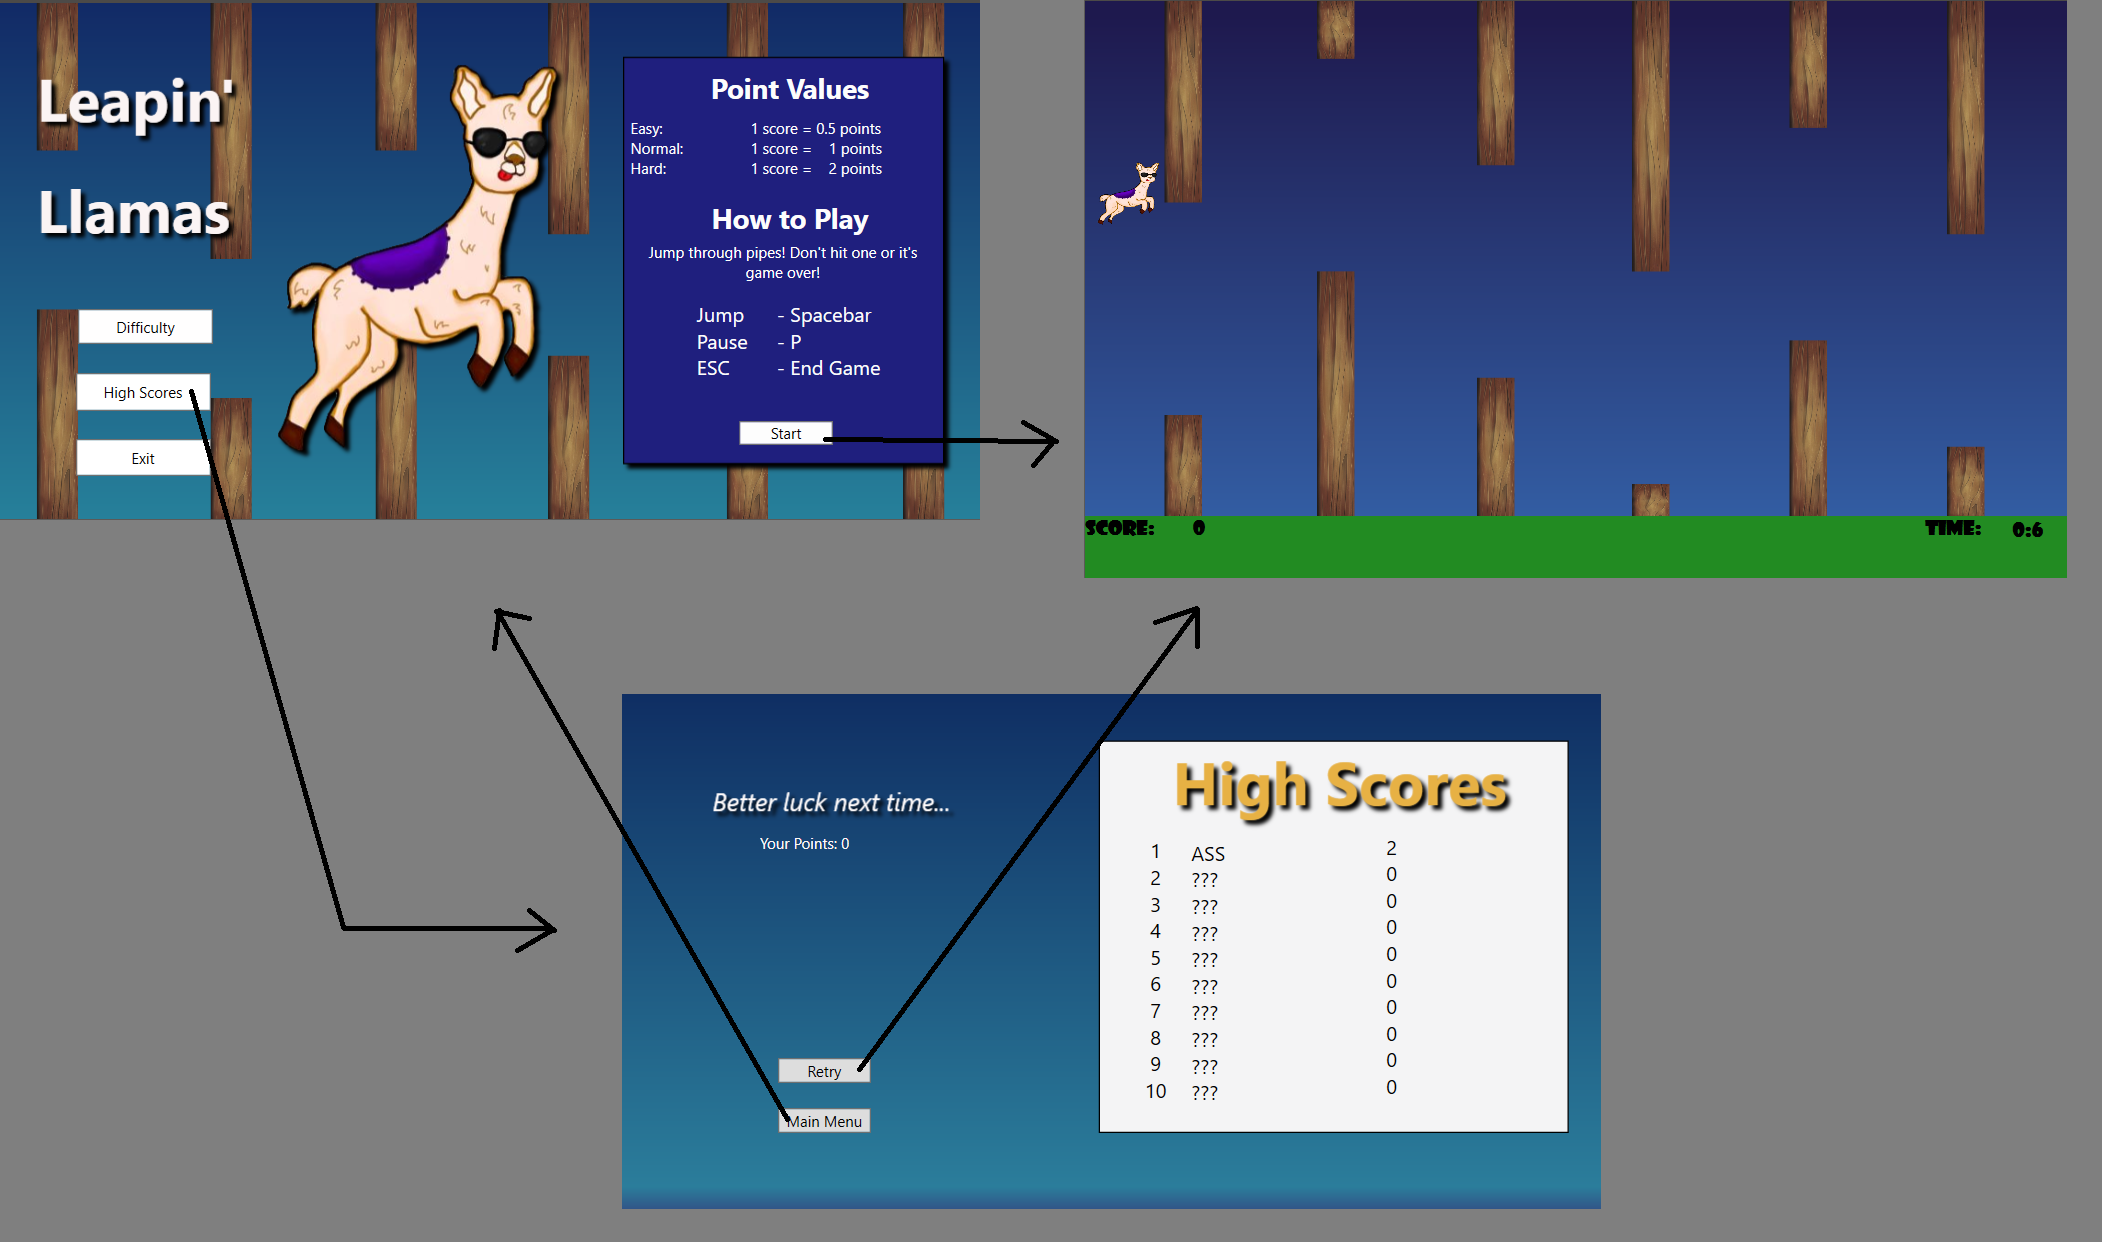 Leapin'
Llamas
Difficulty
High Scores
Exit
Point Values
Easy: 1 score = 0.5 points
Normal: 1 score = 1 points
Hard: 1 score = 2 points
How to Play
Jump through pipes! Don't hit one or it's
game over!
Jump - Spacebar
Pause - P
ESC - End Game
Start
SCORE: 0
TIME: 0:6
Better luck next time...
Your Points: 0
Retry
Main Menu
High Scores
1 ASS 2
2 ??? 0
3 ??? 0
4 ??? 0
5 ??? 0
6 ??? 0
7 ??? 0
8 ??? 0
9 ??? 0
10 ??? 0